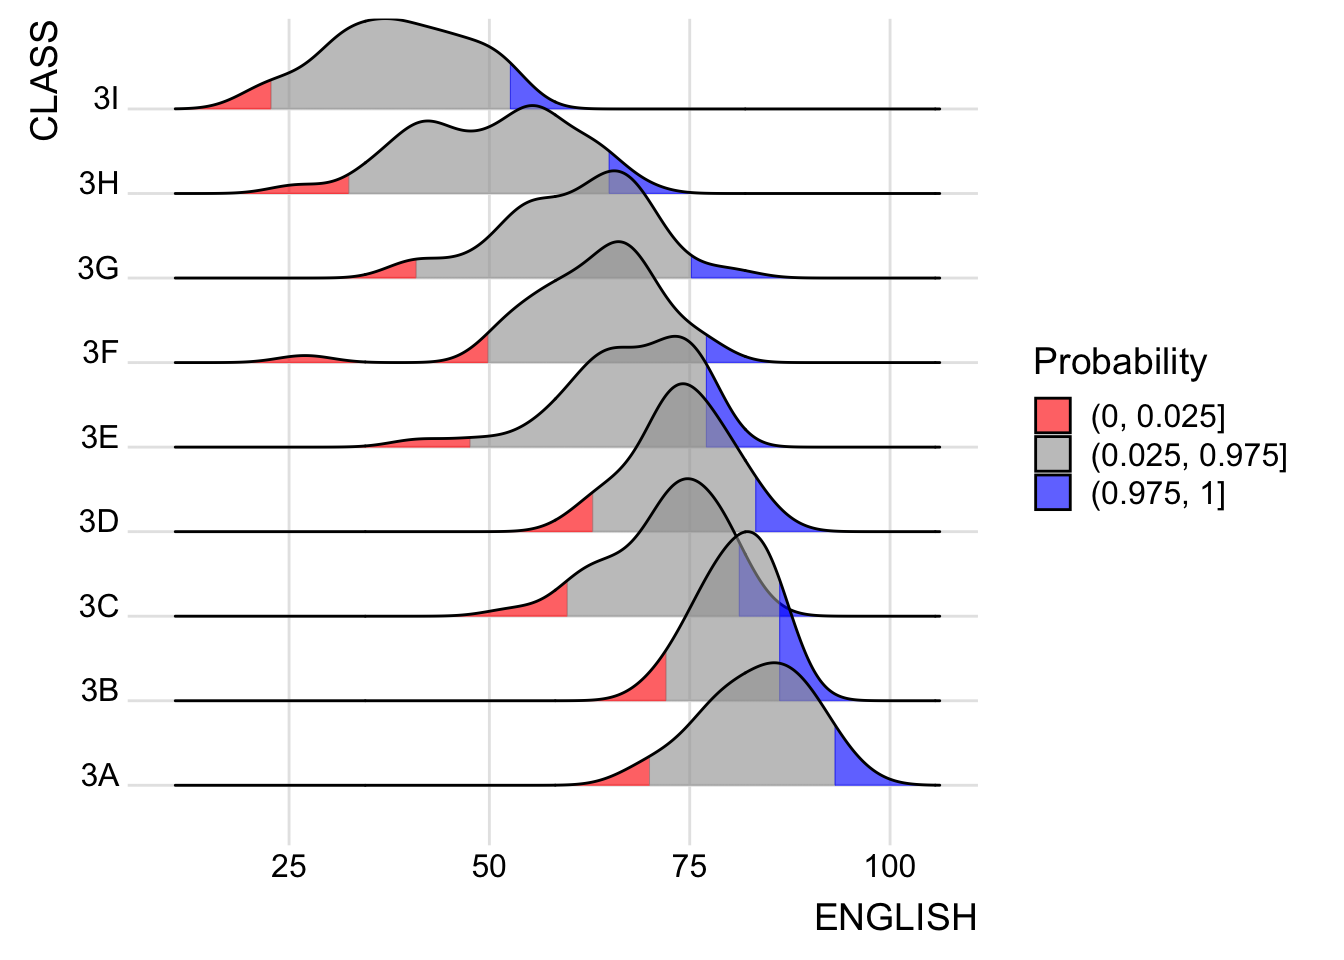 CLASS
3I
3H
3G
3F
3E
3D
3C
3B
3A
25 50 75 100
ENGLISH
Probability
(0, 0.025]
(0.025, 0.975]
(0.975, 1]